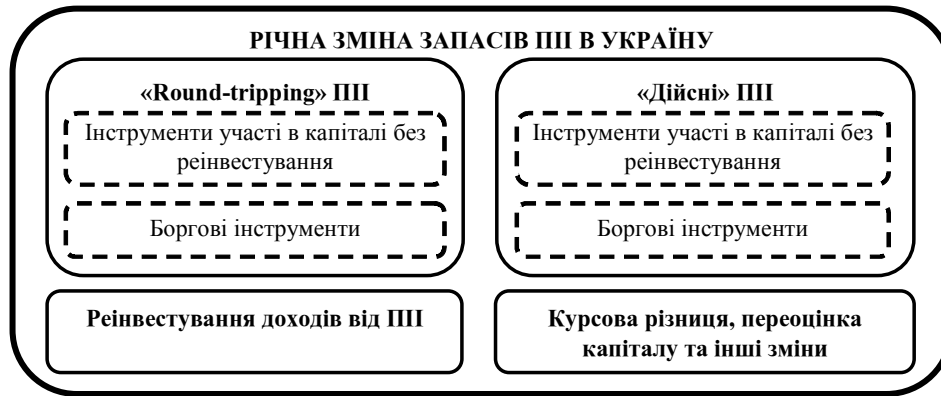 РІЧНА ЗМІНА ЗАПАСІВ ПІІ В УКРАЇНУ
«Round-tripping» ПІІ
Інструменти участі в капіталі без
реінвестування
Боргові інструменти
«Дійсні» ПІІ
Інструменти участі в капіталі без
реінвестування
Боргові інструменти
Реінвестування доходів від ПІІ
Курсова різниця, переоцінка
капіталу та інші зміни